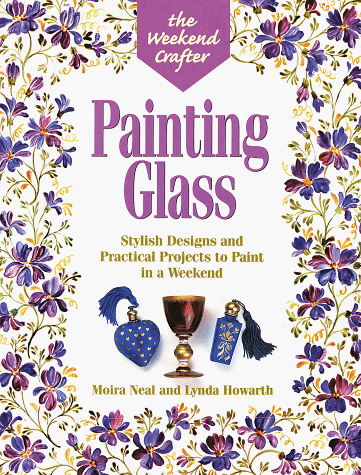 the
Weekend
Crafter
Painting
Glass
Stylish Designs and
Practical Projects to Paint
in a Weekend
Moira Neal and Lynda Howarth